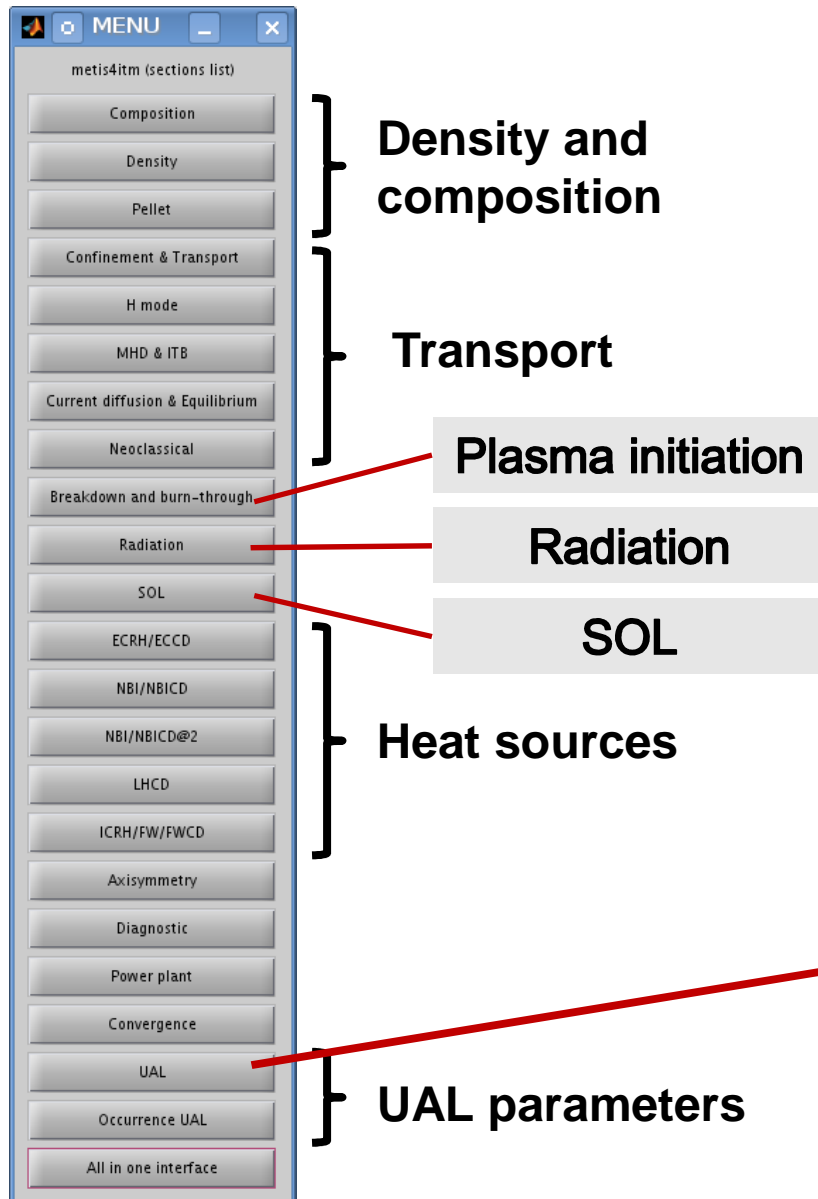 MENU
metis4itm (sections list)
Composition
Density
Pellet
Confinement & Transport
H mode
MHD & ITB
Current diffusion & Equilibrium
Neoclassical
Breakdown and burn-through
Radiation
SOL
ECRH/ECCD
NBI/NBICD
NBI/NBICD@2
LHCD
ICRH/FW/FWCD
Axisymmetry
Diagnostic
Power plant
Convergence
UAL
Occurrence UAL
All in one interface
Density and
composition
Transport
Plasma initiation
Radiation
SOL
Heat sources
UAL parameters